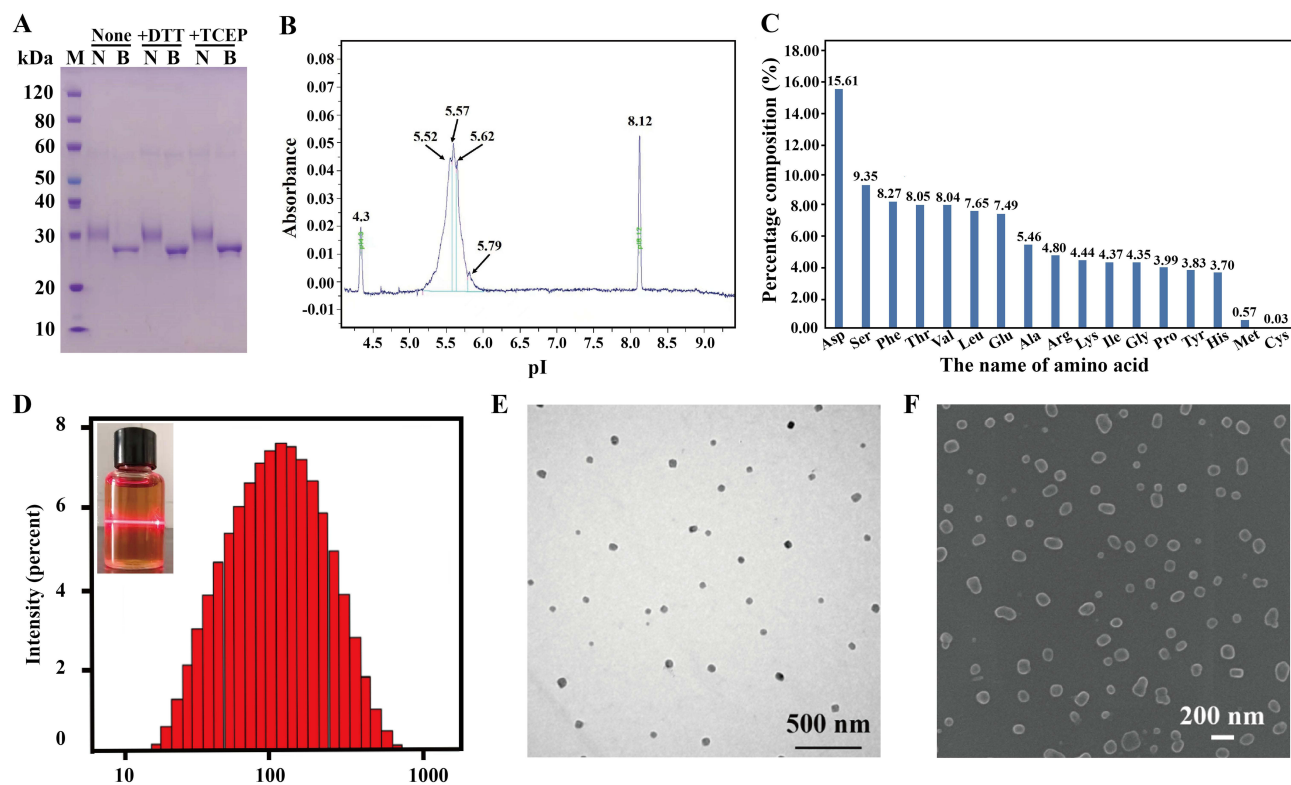 A
None +DTT +TCEP
kDa M N B N B N B
120
80
60
50
40
30
20
10
B
Absorbance
0.08
0.07
0.06
0.05
0.04
0.03
0.02
0.01
0.00
-0.01
4.3
5.52
5.57
5.62
5.79
8.12
4.5 5.0 5.5 6.0 6.5 7.0 7.5 8.0 8.5 9.0
pI
C
Percentage composition (%)
18.00
16.00
14.00
12.00
10.00
8.00
6.00
4.00
2.00
0.00
15.61 9.35 8.27 8.05 8.04 7.65 7.49 5.46 4.80 4.44 4.37 4.35 3.99 3.83 3.70 0.57 0.03
Asp Ser Phe Thr Val Leu Glu Ala Arg Lys Ile Gly Pro Tyr His Met Cys
The name of amino acid
D
Intensity (percent)
8
6
4
2
0
10 100 1000
E
500 nm
F
200 nm